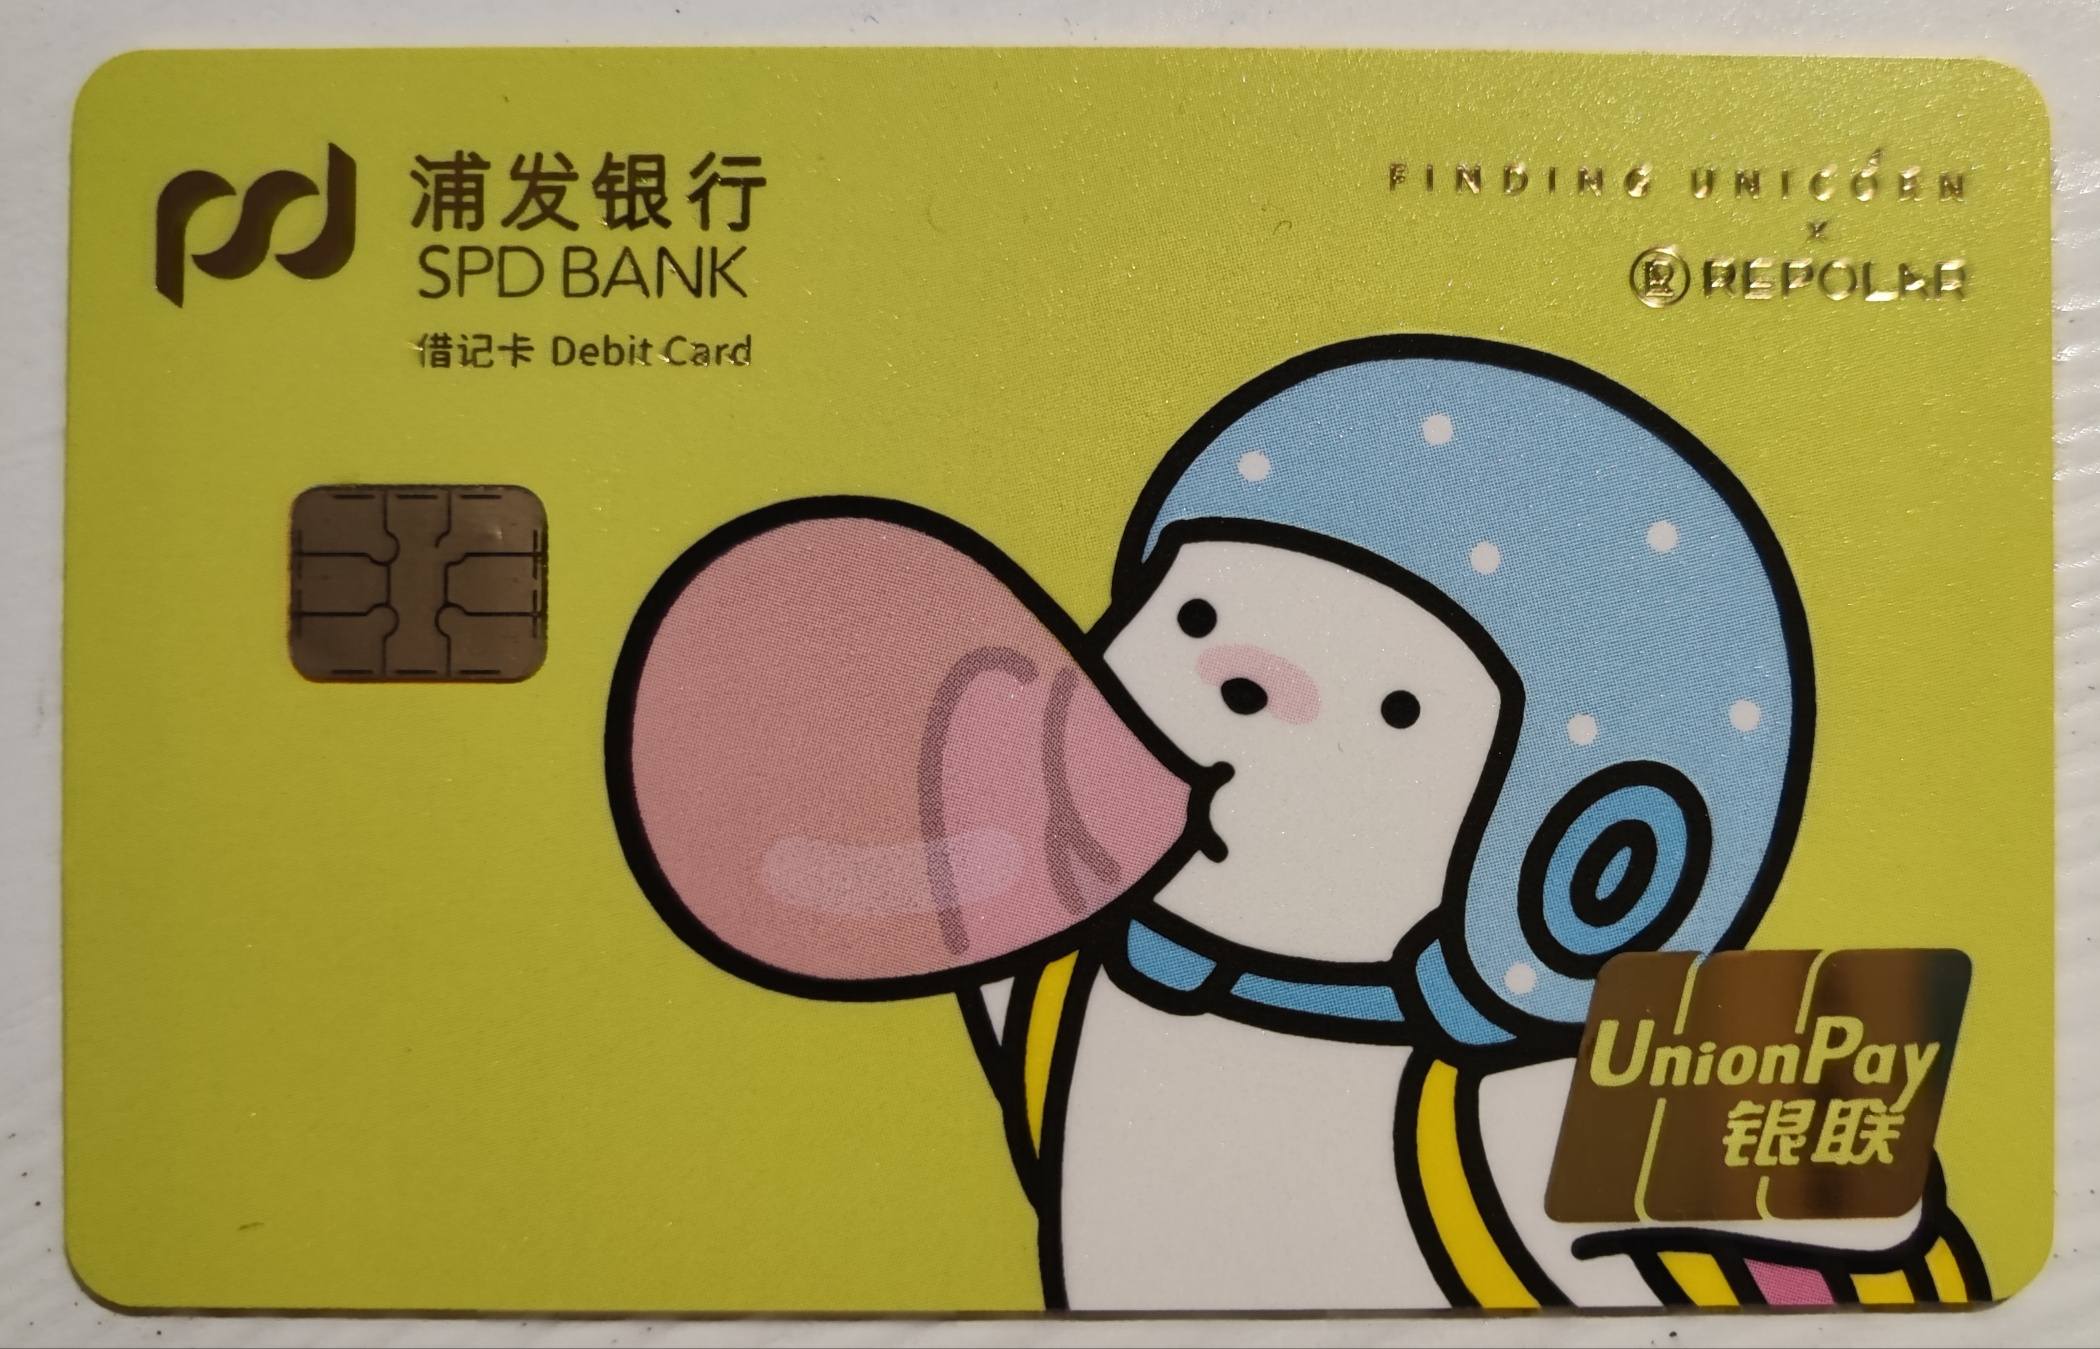 浦发银行
SPD BANK
借记卡 Debit Card
FINDING UNICORN
×
REPOLAR
UnionPay
银联